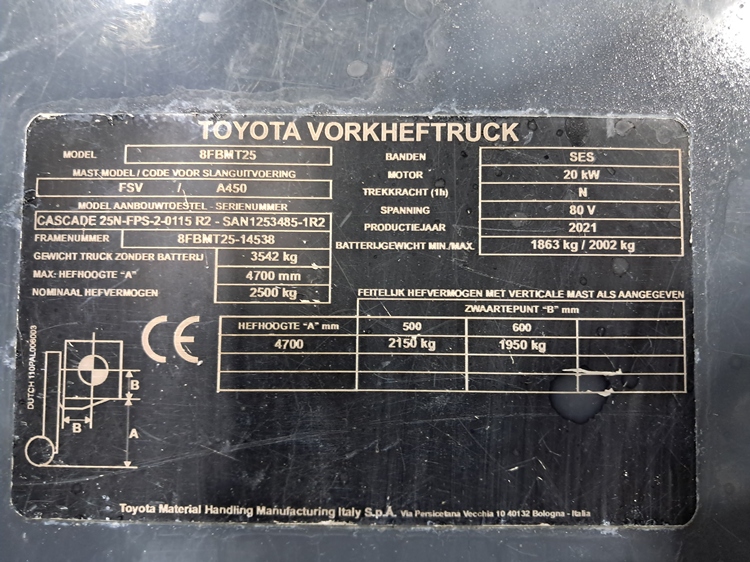 TOYOTA VORKHEFTRUCK
MODEL 8FBMT25
MAST MODEL / CODE VOOR SLANGUITVOERING
FSV / A450
MODEL AANBOUWTOESTEL - SERIENUMMER
CASCADE 25N-FPS-2-0115 R2 - SAN1253485-1R2
FRAMENUMMER 8FBMT25-14538
GEWICHT TRUCK ZONDER BATTERIJ 3542 kg
MAX: HEFHOOGTE "A" 4700 mm
NOMINAAL HEFVERMOGEN 2500 kg
BANDEN SES
MOTOR 20 kW
TREKKRACHT (1h) N
SPANNING 80 V
PRODUCTIEJAAR 2021
BATTERIJGEWICHT MIN./MAX. 1863 kg / 2002 kg
FEITELIJK HEFVERMOGEN MET VERTICALE MAST ALS AANGEGEVEN
ZWAARTEPUNT "B" mm
HEFHOOGTE "A" mm 500 600
4700 2150 kg 1950 kg
CE
DUTCH 110PAL006003
B
B
A
Toyota Material Handling Manufacturing Italy S.p.A. Via Persicetana Vecchia 10 40132 Bologna - Italia